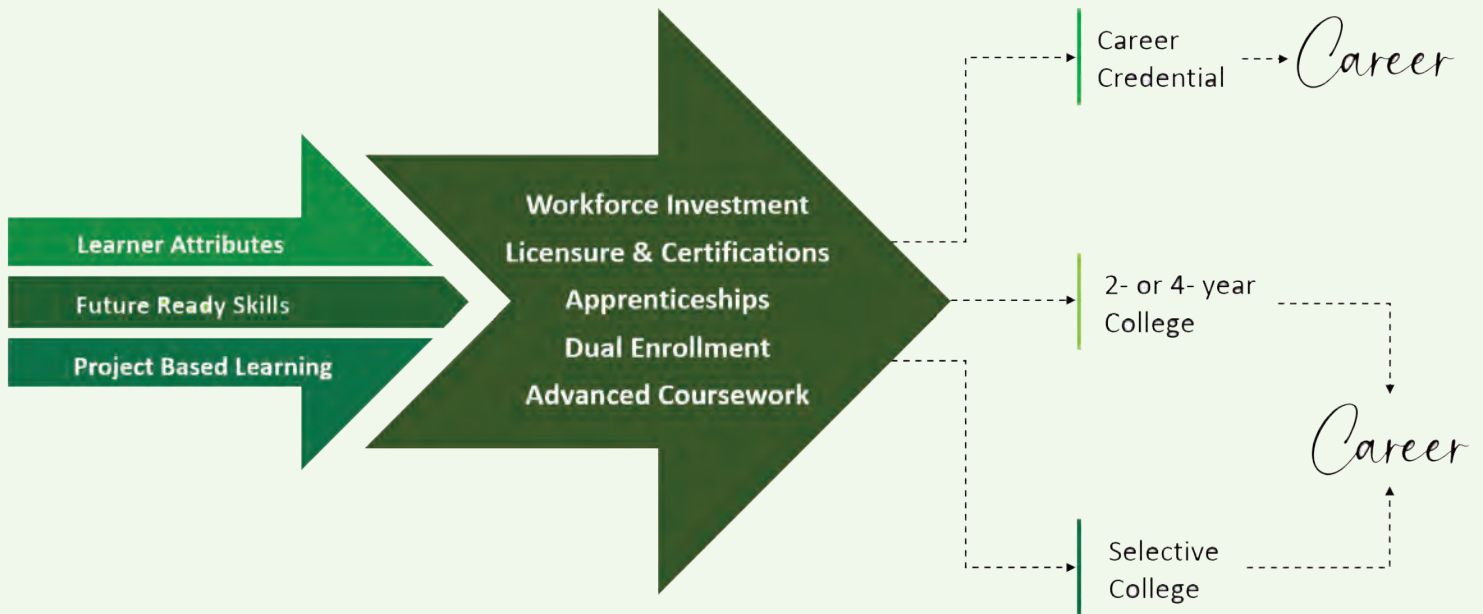 Learner Attributes
Future Ready Skills
Project Based Learning
Workforce Investment
Licensure & Certifications
Apprenticeships
Dual Enrollment
Advanced Coursework
Career
Credential
Career
2- or 4- year
College
Career
Selective
College